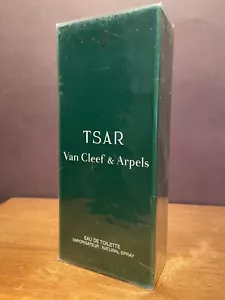 TSAR
Van Cleef & Arpels
EAU DE TOILETTE
VAPORISATEUR . NATURAL SPRAY